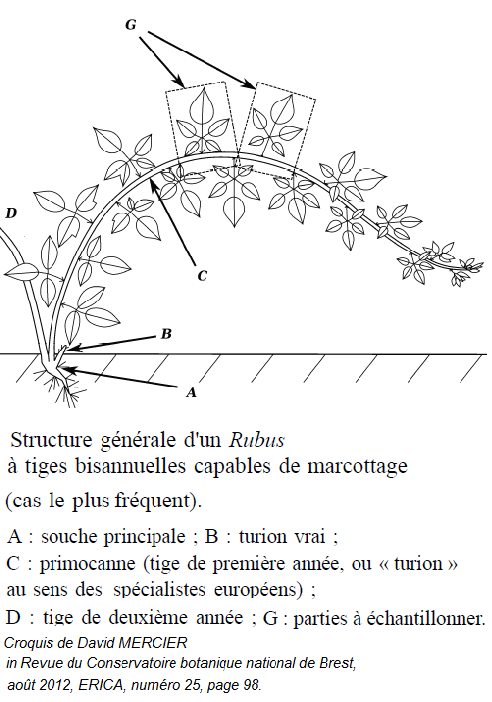 G
D
C
B
A
Structure générale d'un Rubus
à tiges bisannuelles capables de marcottage
(cas le plus fréquent).
A : souche principale ; B : turion vrai ;
C : primocanne (tige de première année, ou « turion »
au sens des spécialistes européens) ;
D : tige de deuxième année ; G : parties à échantillonner.
Croquis de David MERCIER
in Revue du Conservatoire botanique national de Brest,
août 2012, ERICA, numéro 25, page 98.